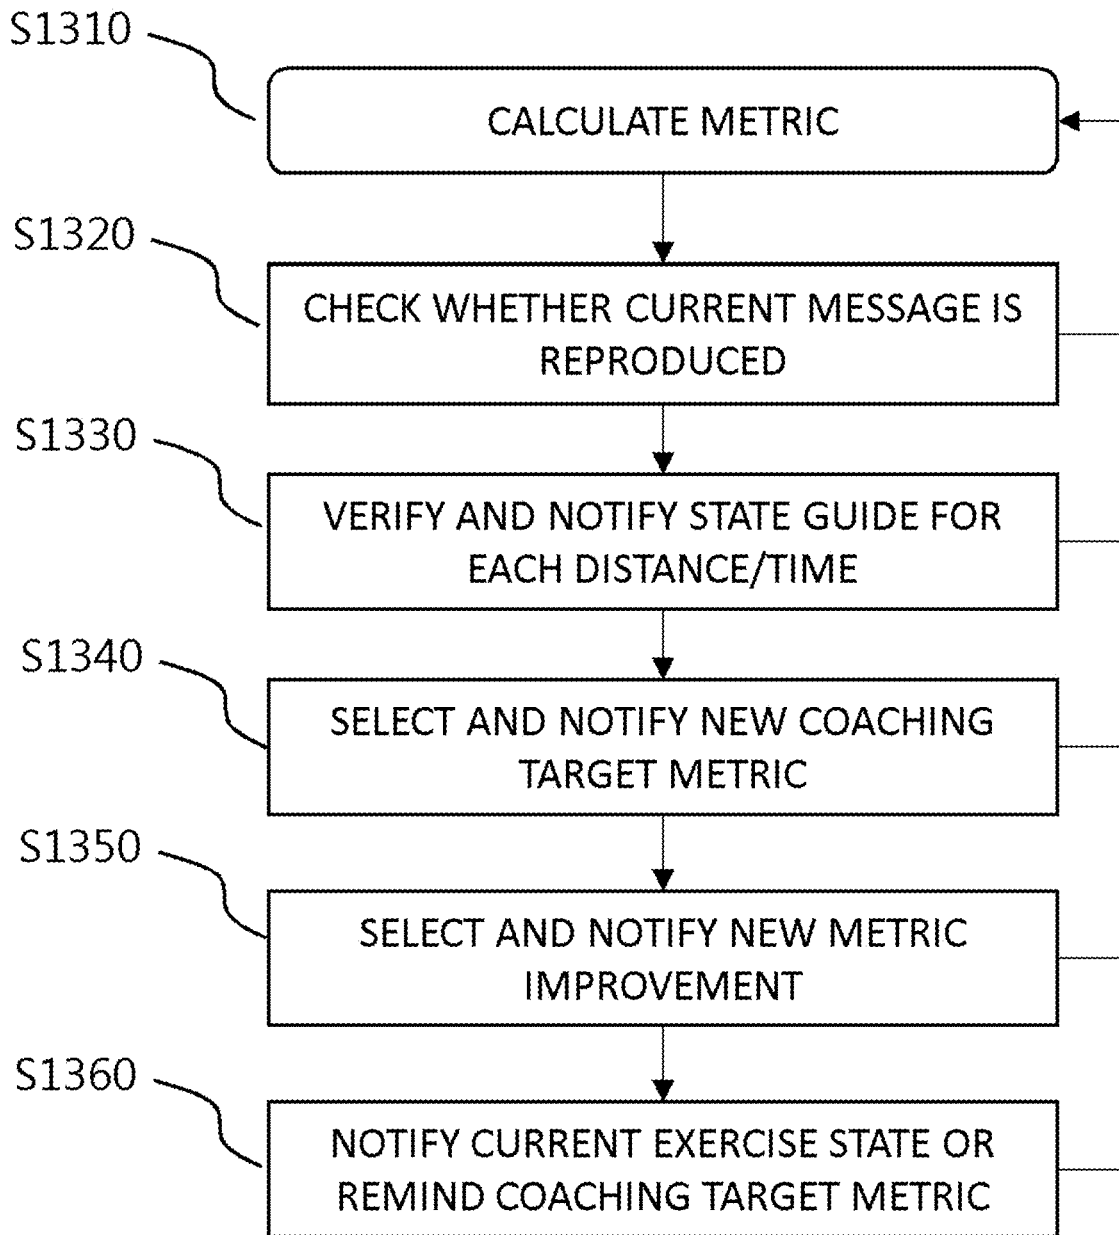 S1310
CALCULATE METRIC
S1320
CHECK WHETHER CURRENT MESSAGE IS
REPRODUCED
S1330
VERIFY AND NOTIFY STATE GUIDE FOR
EACH DISTANCE/TIME
S1340
SELECT AND NOTIFY NEW COACHING
TARGET METRIC
S1350
SELECT AND NOTIFY NEW METRIC
IMPROVEMENT
S1360
NOTIFY CURRENT EXERCISE STATE OR
REMIND COACHING TARGET METRIC